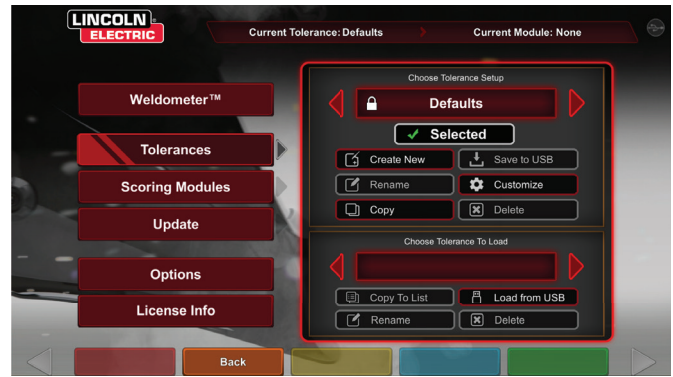 LINCOLN
ELECTRIC
Current Tolerance: Defaults
Current Module: None
Weldometer™
Tolerances
Scoring Modules
Update
Options
License Info
Choose Tolerance Setup
Defaults
Selected
Create New
Save to USB
Rename
Customize
Copy
Delete
Choose Tolerance To Load
Copy To List
Load from USB
Rename
Delete
Back